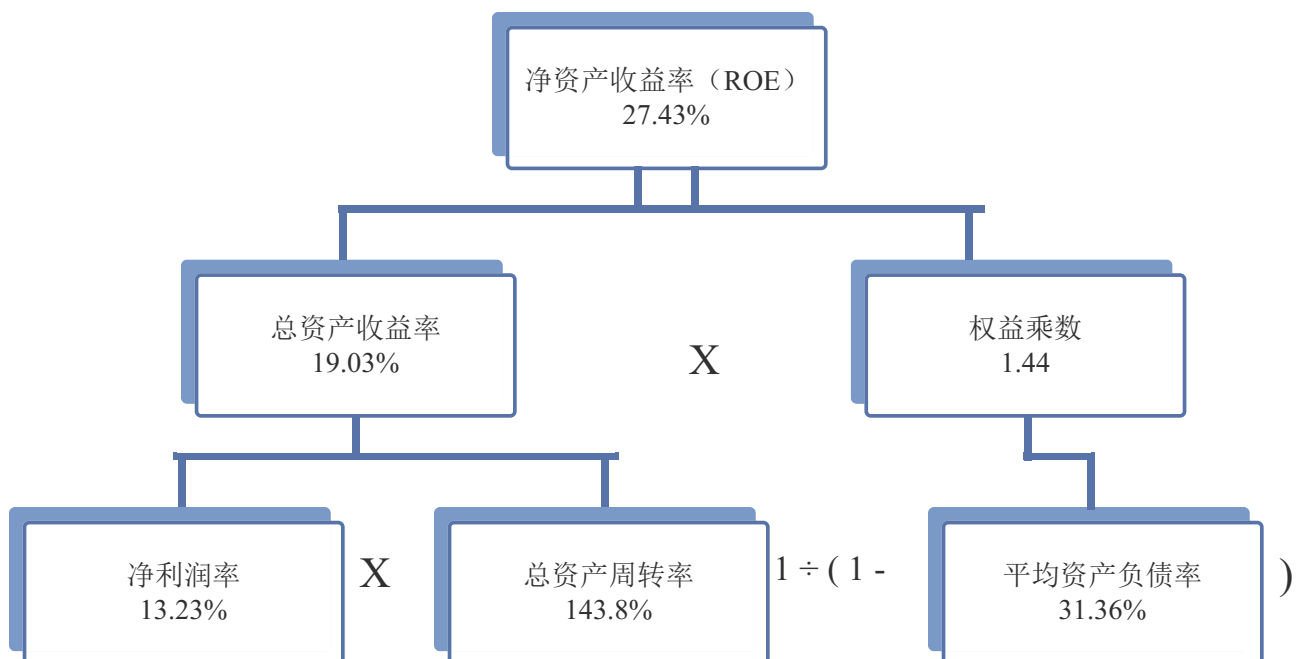 净资产收益率（ROE）
27.43%
总资产收益率
19.03%
X
权益乘数
1.44
净利润率
13.23%
X
总资产周转率
143.8%
1 ÷ ( 1 -
平均资产负债率
31.36%
)